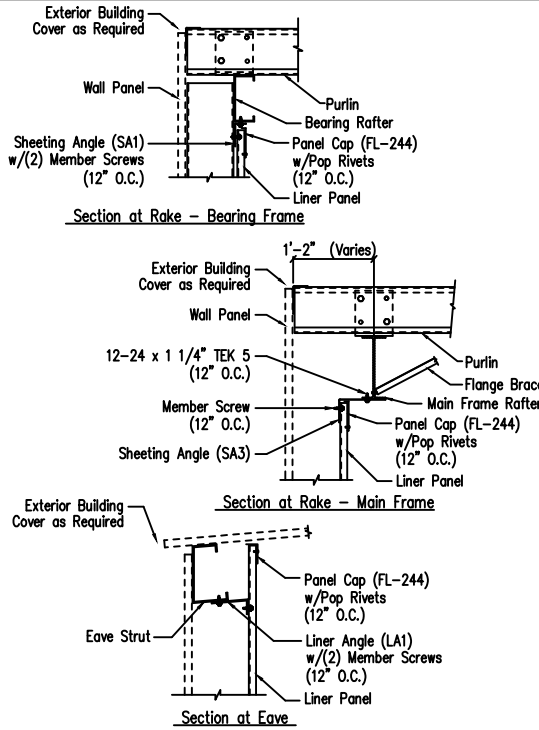 Exterior Building
Cover as Required
Wall Panel
Purlin
Bearing Rafter
Sheeting Angle (SA1)
w/(2) Member Screws
(12" O.C.)
Panel Cap (FL-244)
w/Pop Rivets
(12" O.C.)
Liner Panel
Section at Rake – Bearing Frame
1'-2" (Varies)
Exterior Building
Cover as Required
Wall Panel
12-24 x 1 1/4" TEK 5
(12" O.C.)
Purlin
Flange Brace
Main Frame Rafter
Member Screw
(12" O.C.)
Panel Cap (FL-244)
w/Pop Rivets
(12" O.C.)
Sheeting Angle (SA3)
Liner Panel
Section at Rake – Main Frame
Exterior Building
Cover as Required
Panel Cap (FL-244)
w/Pop Rivets
(12" O.C.)
Eave Strut
Liner Angle (LA1)
w/(2) Member Screws
(12" O.C.)
Liner Panel
Section at Eave